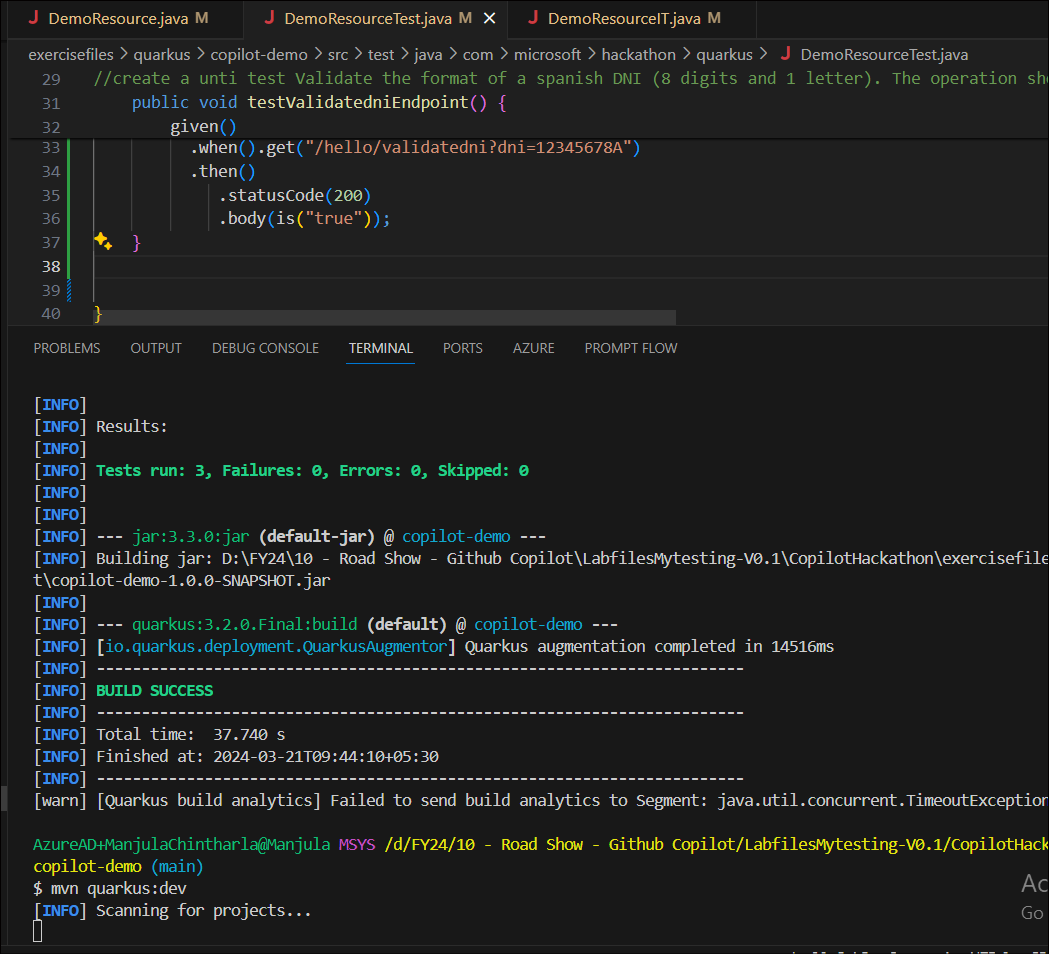 J DemoResource.java M J DemoResourceTest.java M × J DemoResourceIT.java M
exercisefiles > quarkus > copilot-demo > src > test > java > com > microsoft > hackathon > quarkus > J DemoResourceTest.java
29 //create a unti test Validate the format of a spanish DNI (8 digits and 1 letter). The operation sh
31 public void testValidatedniEndpoint() {
32 given()
33 .when().get("/hello/validatedni?dni=12345678A")
34 .then()
35 .statusCode(200)
36 .body(is("true"));
37 }
38
39
40 }
PROBLEMS OUTPUT DEBUG CONSOLE TERMINAL PORTS AZURE PROMPT FLOW
[INFO]
[INFO] Results:
[INFO]
[INFO] Tests run: 3, Failures: 0, Errors: 0, Skipped: 0
[INFO]
[INFO]
[INFO] --- jar:3.3.0:jar (default-jar) @ copilot-demo ---
[INFO] Building jar: D:\FY24\10 - Road Show - Github Copilot\LabfilesMytesting-V0.1\CopilotHackathon\exercisefile
t\copilot-demo-1.0.0-SNAPSHOT.jar
[INFO]
[INFO] --- quarkus:3.2.0.Final:build (default) @ copilot-demo ---
[INFO] [io.quarkus.deployment.QuarkusAugmentor] Quarkus augmentation completed in 14516ms
[INFO] ------------------------------------------------------------------------
[INFO] BUILD SUCCESS
[INFO] ------------------------------------------------------------------------
[INFO] Total time:  37.740 s
[INFO] Finished at: 2024-03-21T09:44:10+05:30
[INFO] ------------------------------------------------------------------------
[warn] [Quarkus build analytics] Failed to send build analytics to Segment: java.util.concurrent.TimeoutException
AzureAD+ManjulaChintharla@Manjula MSYS /d/FY24/10 - Road Show - Github Copilot/LabfilesMytesting-V0.1/CopilotHack
copilot-demo (main)
$ mvn quarkus:dev
Ac
[INFO] Scanning for projects...
Go